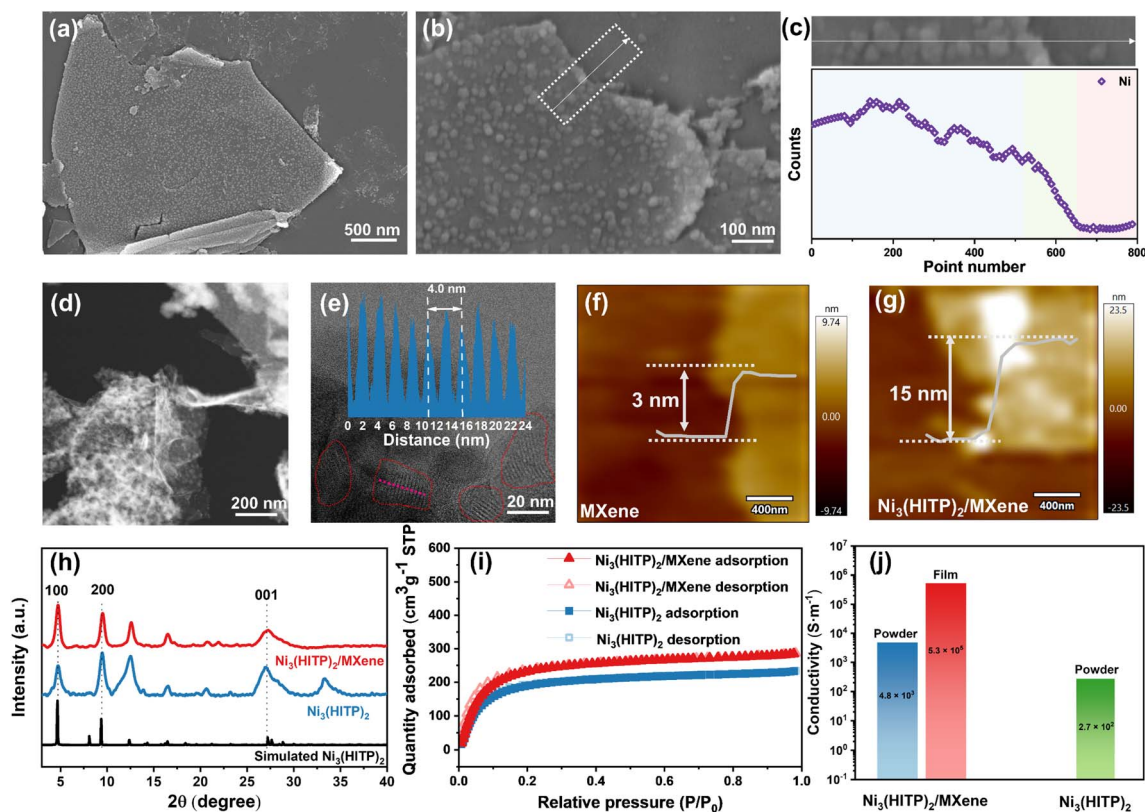 (a)
500 nm
(b)
100 nm
(c)
Ni
Counts
0 200 400 600 800
Point number
(d)
200 nm
(e)
4.0 nm
0 2 4 6 8 10 12 14 16 18 20 22 24
Distance (nm)
20 nm
(f)
3 nm
MXene
400nm
nm
9.74
0.00
-9.74
(g)
15 nm
Ni₃(HITP)₂/MXene
400nm
nm
23.5
0.00
-23.5
(h)
100
200
001
Ni₃(HITP)₂/MXene
Ni₃(HITP)₂
Simulated Ni₃(HITP)₂
Intensity (a.u.)
5 10 15 20 25 30 35 40
2θ (degree)
(i)
Ni₃(HITP)₂/MXene adsorption
Ni₃(HITP)₂/MXene desorption
Ni₃(HITP)₂ adsorption
Ni₃(HITP)₂ desorption
Quantity adsorbed (cm³g⁻¹ STP)
600
500
400
300
200
100
0
0.0 0.2 0.4 0.6 0.8 1.0
Relative pressure (P/P₀)
(j)
Conductivity (S·m⁻¹)
10⁷
10⁶
10⁵
10⁴
10³
10²
10¹
10⁰
10⁻¹
Powder
4.8 × 10³
Film
5.3 × 10⁵
Powder
2.7 × 10²
Ni₃(HITP)₂/MXene
Ni₃(HITP)₂